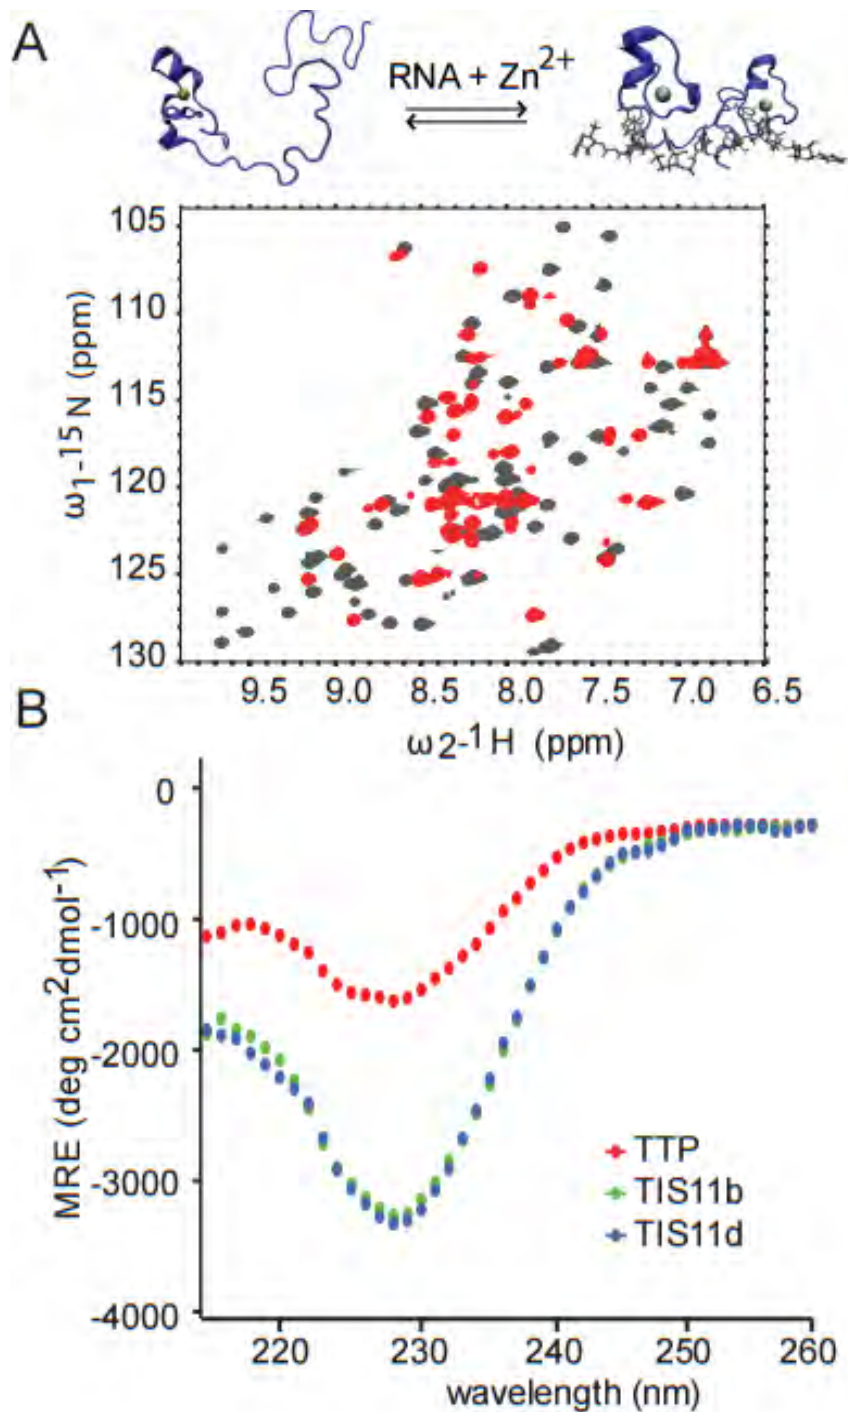 A
RNA + Zn2+
105
110
115
120
125
130
ω1-15N (ppm)
9.5 9.0 8.5 8.0 7.5 7.0 6.5
ω2-1H (ppm)
B
0
-1000
-2000
-3000
-4000
MRE (deg cm2dmol-1)
TTP
TIS11b
TIS11d
220 230 240 250 260
wavelength (nm)